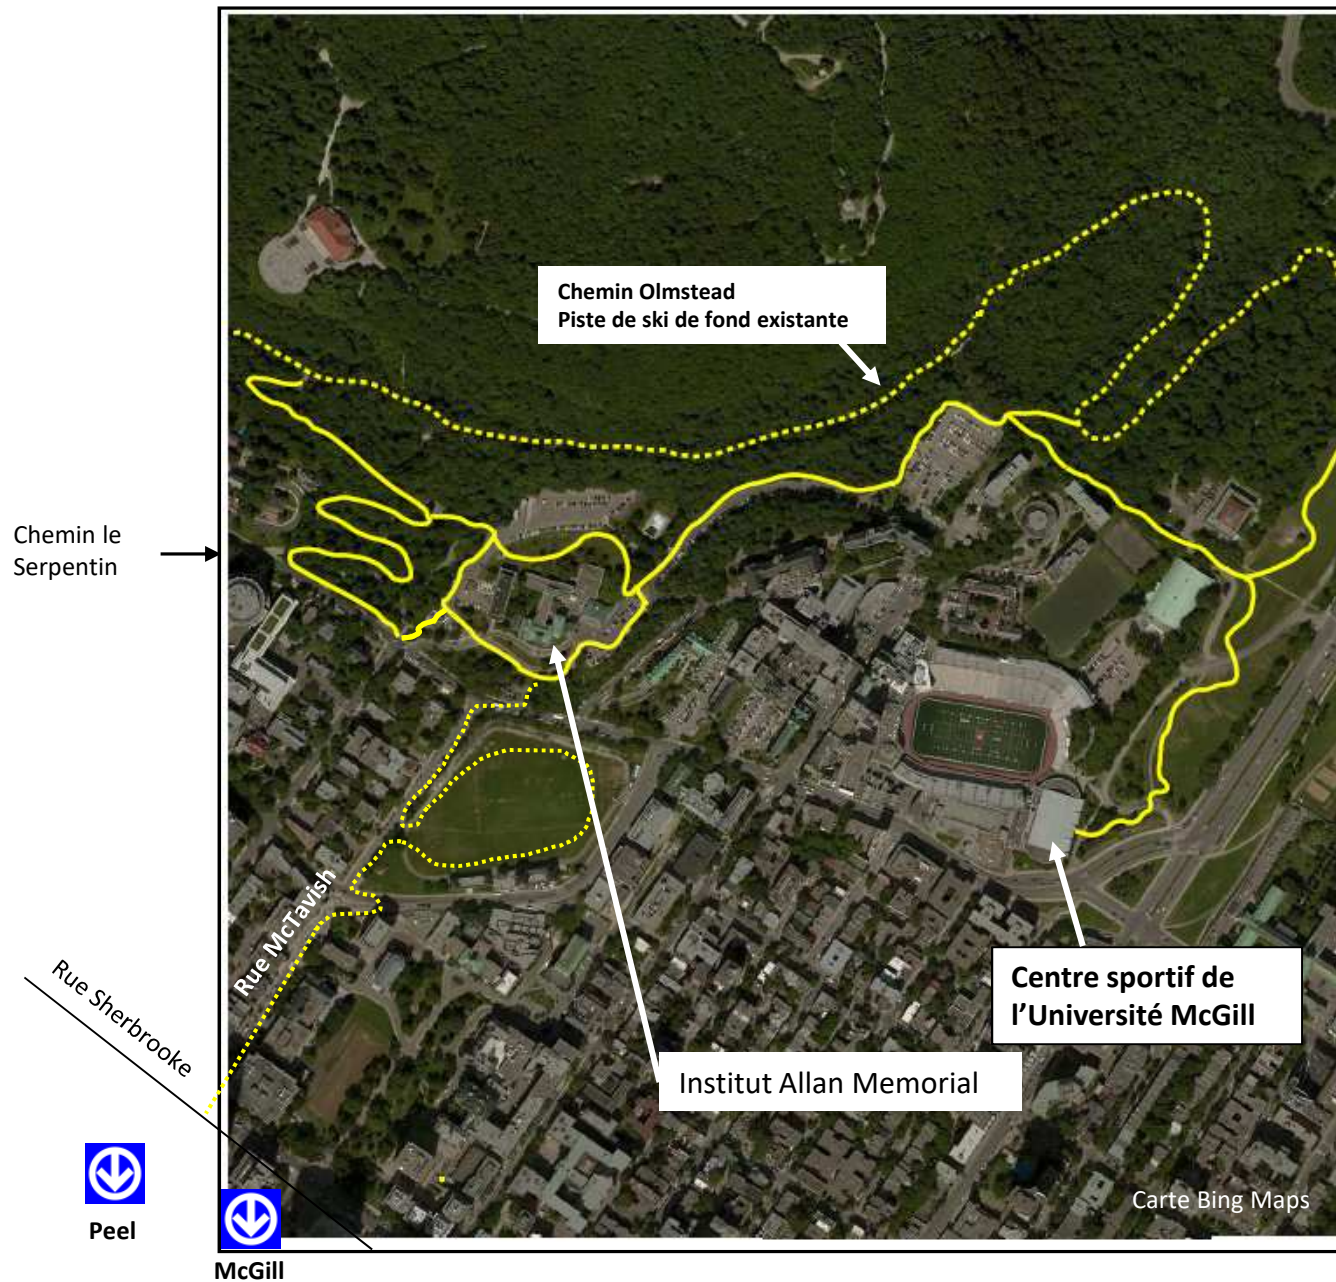 Chemin Olmstead
Piste de ski de fond existante
Chemin le
Serpentin
Rue McTavish
Rue Sherbrooke
Centre sportif de
l’Université McGill
Institut Allan Memorial
Carte Bing Maps
Peel
McGill